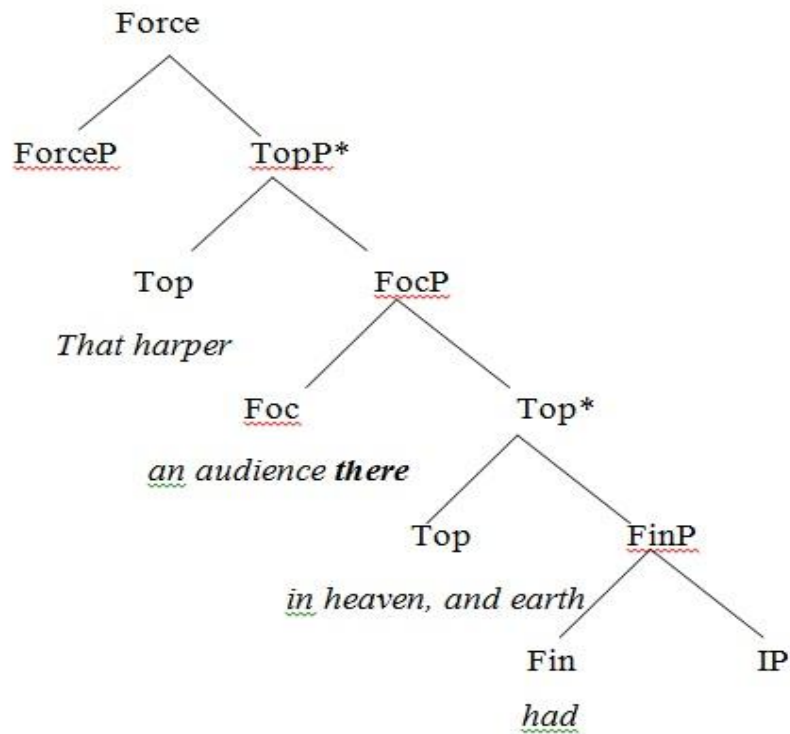 Force
ForceP TopP*
Top FocP
That harper
Foc Top*
an audience there
Top FinP
in heaven, and earth
Fin IP
had